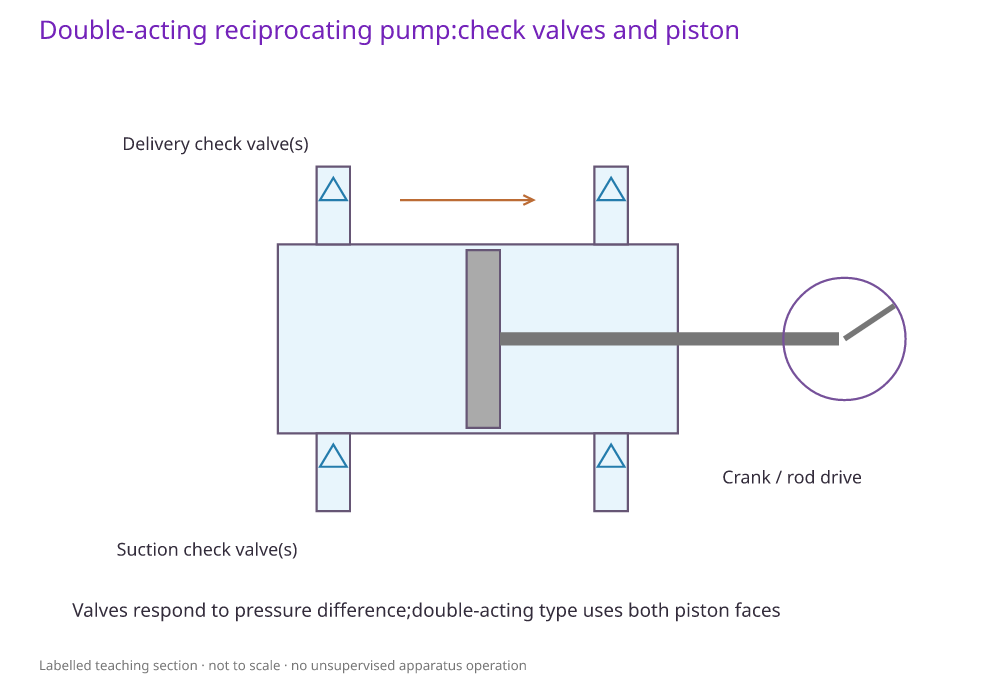 Double-acting reciprocating pump:check valves and piston
Delivery check valve(s)
Crank / rod drive
Suction check valve(s)
Valves respond to pressure difference;double-acting type uses both piston faces
Labelled teaching section · not to scale · no unsupervised apparatus operation